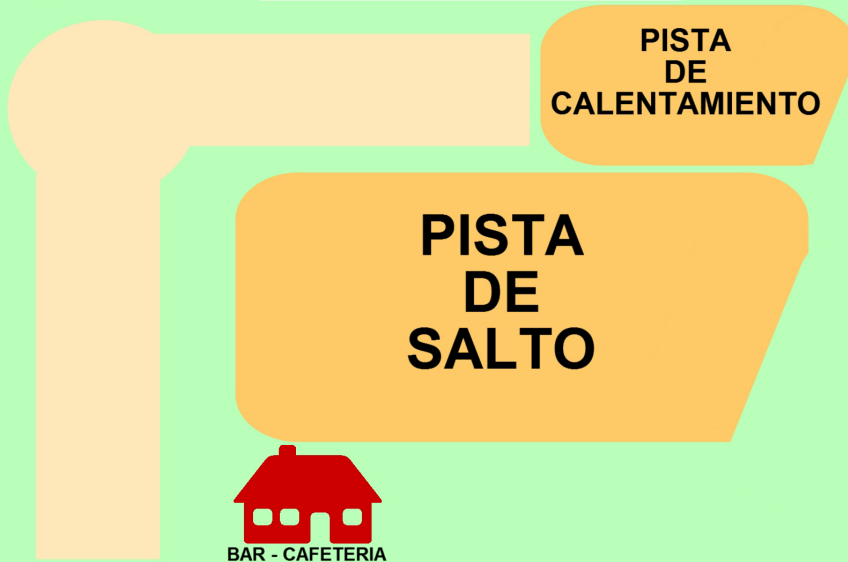 PISTA
DE
CALENTAMIENTO
PISTA
DE
SALTO
BAR - CAFETERIA